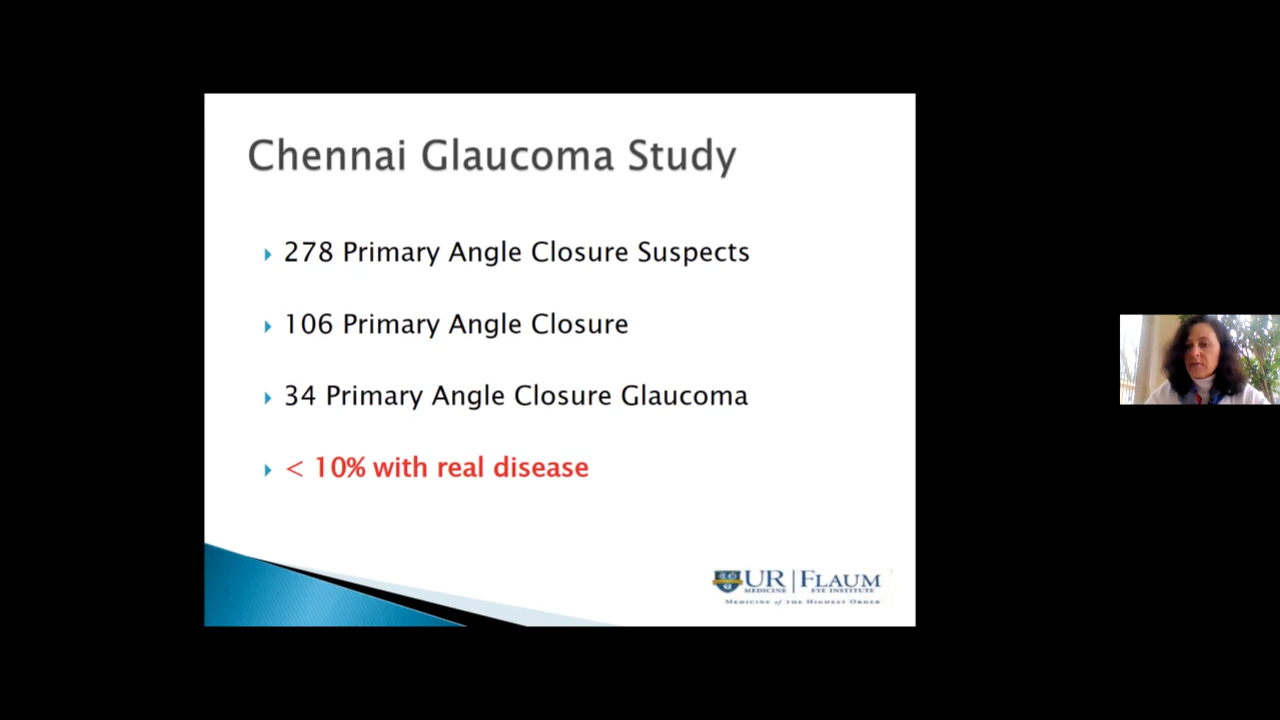 Chennai Glaucoma Study
278 Primary Angle Closure Suspects
106 Primary Angle Closure
34 Primary Angle Closure Glaucoma
< 10% with real disease
UR MEDICINE | FLAUM EYE INSTITUTE
MEDICINE of THE HIGHEST ORDER